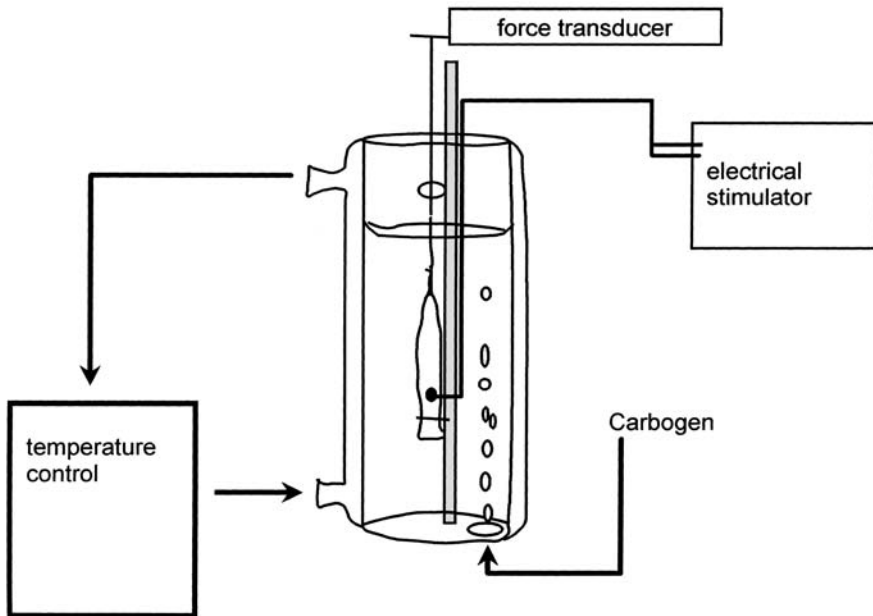 force transducer
electrical
stimulator
temperature
control
Carbogen